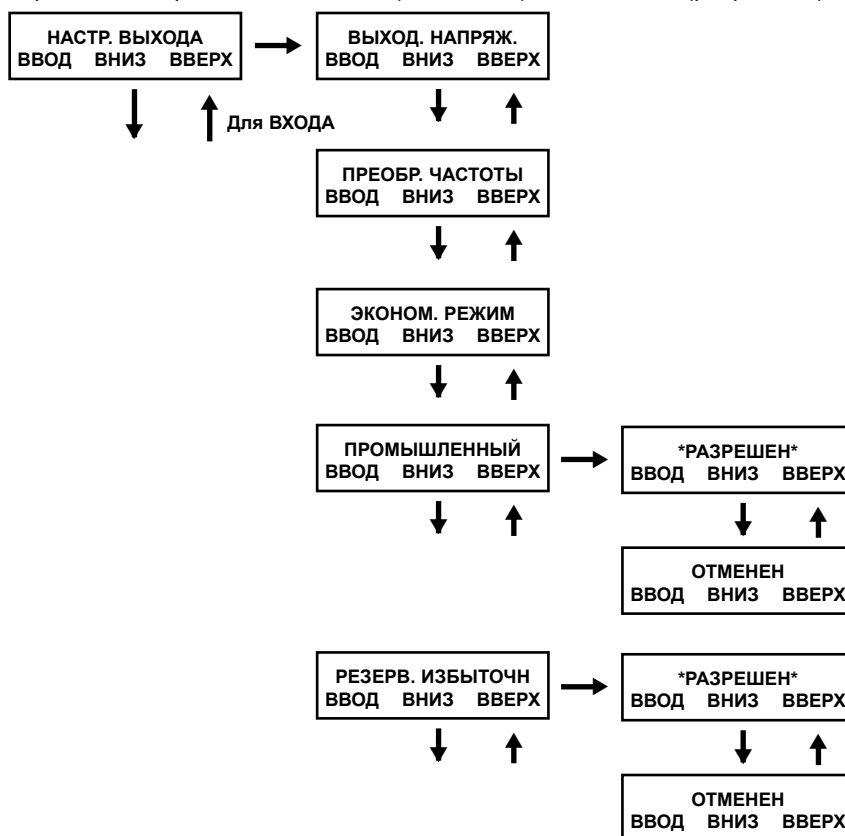 НАСТР. ВЫХОДА
ВВОД ВНИЗ ВВЕРХ
ВЫХОД. НАПРЯЖ.
ВВОД ВНИЗ ВВЕРХ
Для ВХОДА
ПРЕОБР. ЧАСТОТЫ
ВВОД ВНИЗ ВВЕРХ
ЭКОНОМ. РЕЖИМ
ВВОД ВНИЗ ВВЕРХ
ПРОМЫШЛЕННЫЙ
ВВОД ВНИЗ ВВЕРХ
*РАЗРЕШЕН*
ВВОД ВНИЗ ВВЕРХ
ОТМЕНЕН
ВВОД ВНИЗ ВВЕРХ
РЕЗЕРВ. ИЗБЫТОЧН
ВВОД ВНИЗ ВВЕРХ
*РАЗРЕШЕН*
ВВОД ВНИЗ ВВЕРХ
ОТМЕНЕН
ВВОД ВНИЗ ВВЕРХ